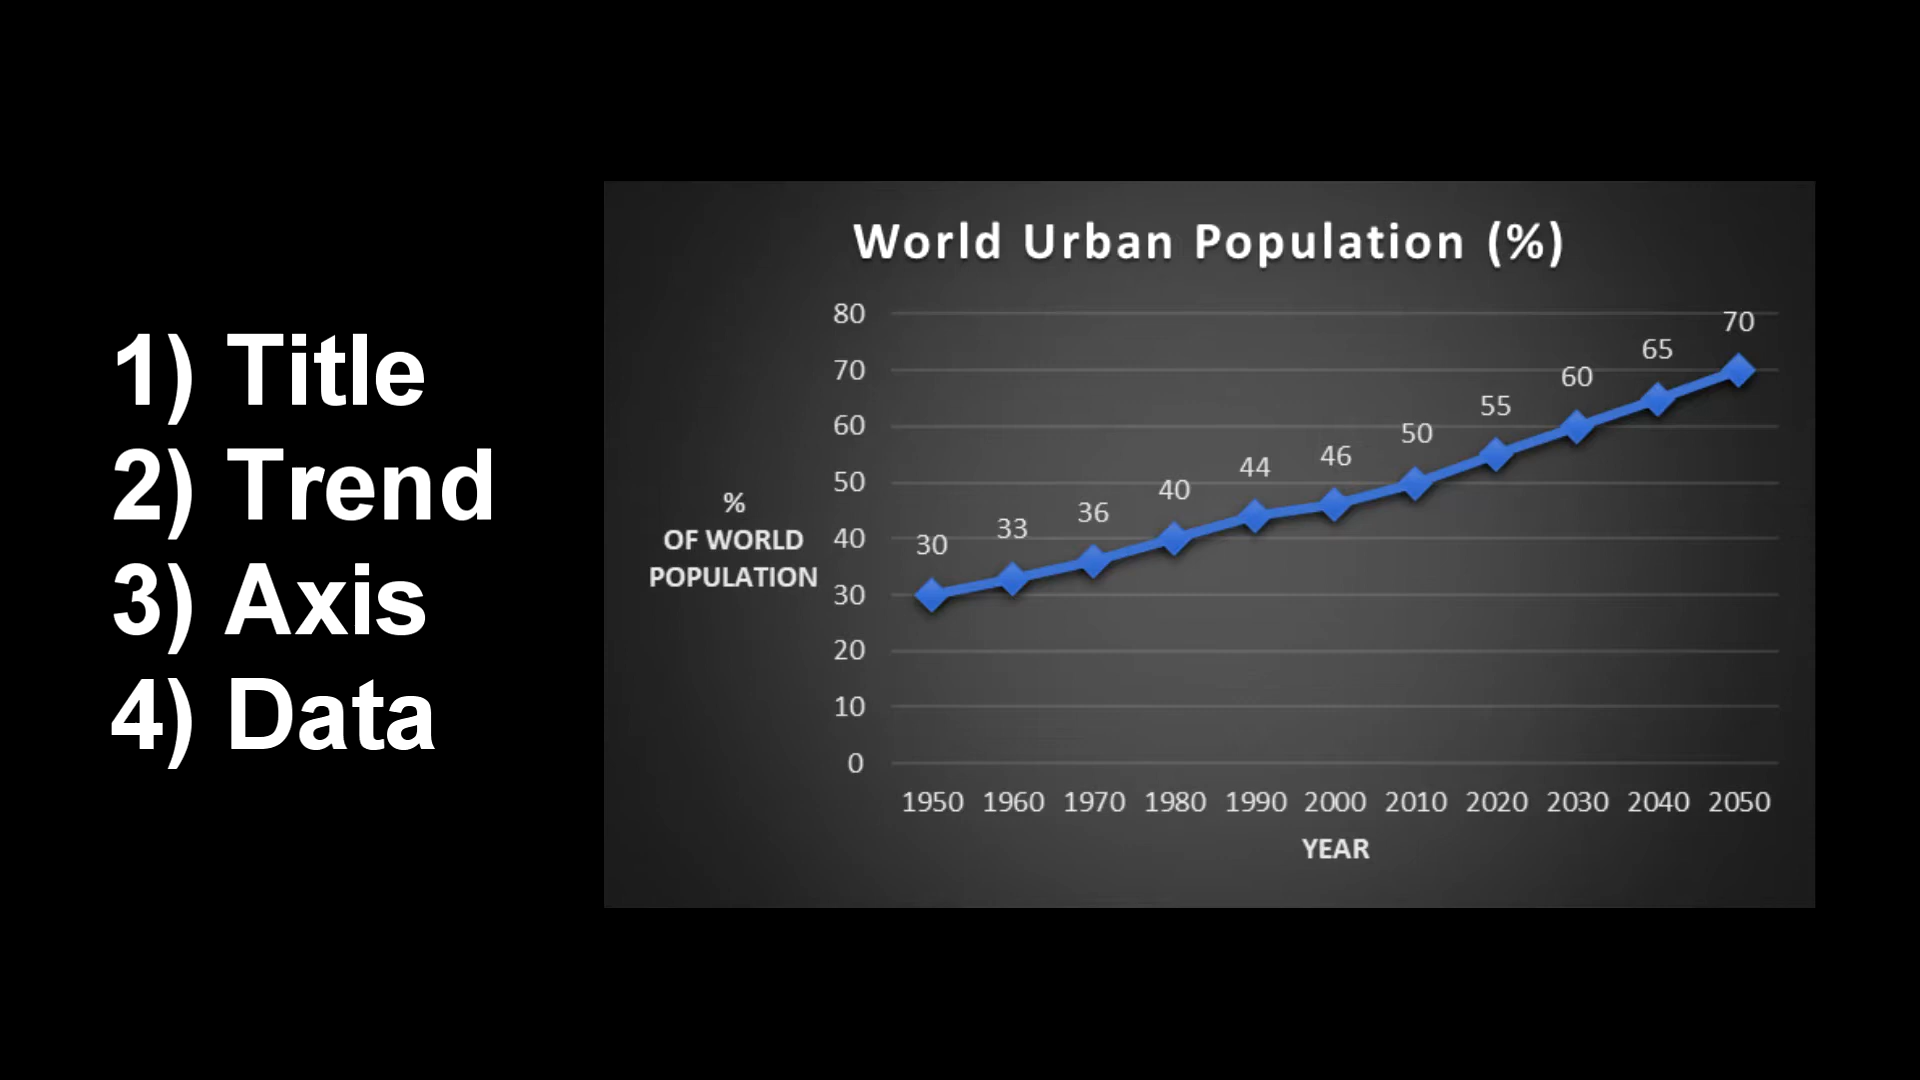 1) Title
2) Trend
3) Axis
4) Data
World Urban Population (%)
%
OF WORLD
POPULATION
80
70
60
50
40
30
20
10
0
30
33
36
40
44
46
50
55
60
65
70
1950 1960 1970 1980 1990 2000 2010 2020 2030 2040 2050
YEAR